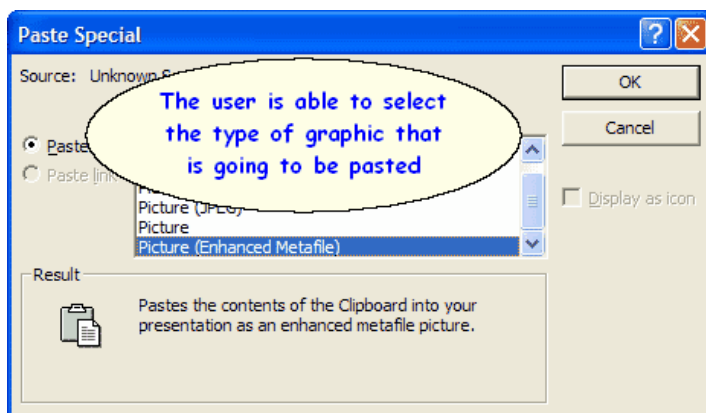 Paste Special
Source: Unknown
OK
The user is able to select
the type of graphic that
is going to be pasted
Cancel
Paste
Paste link
Display as icon
Picture (JPEG)
Picture
Picture (Enhanced Metafile)
Result
Pastes the contents of the Clipboard into your
presentation as an enhanced metafile picture.